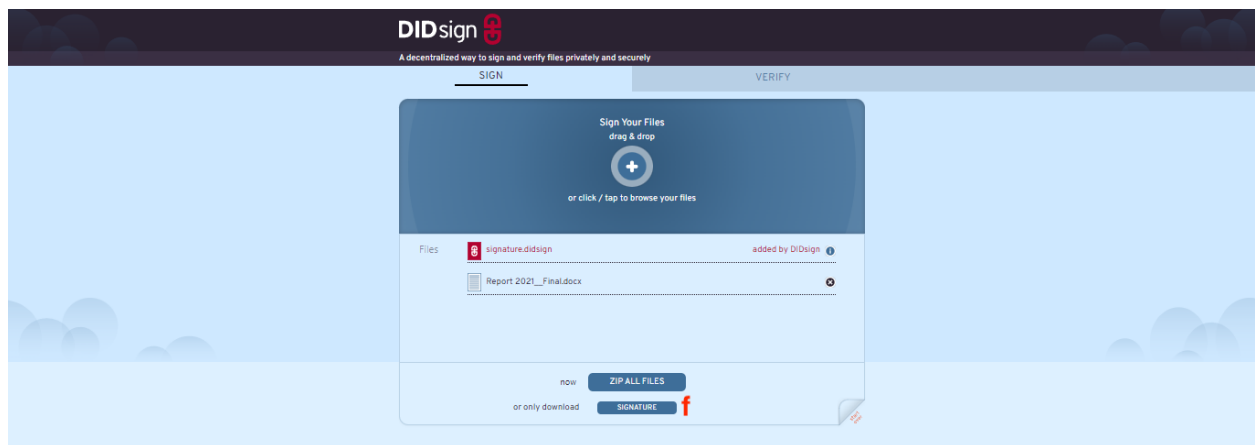 DIDsign
A decentralized way to sign and verify files privately and securely
SIGN VERIFY
Sign Your Files
drag & drop
or click / tap to browse your files
Files signature.didsign added by DIDsign
Report 2021__Final.docx
now ZIP ALL FILES
or only download SIGNATURE f